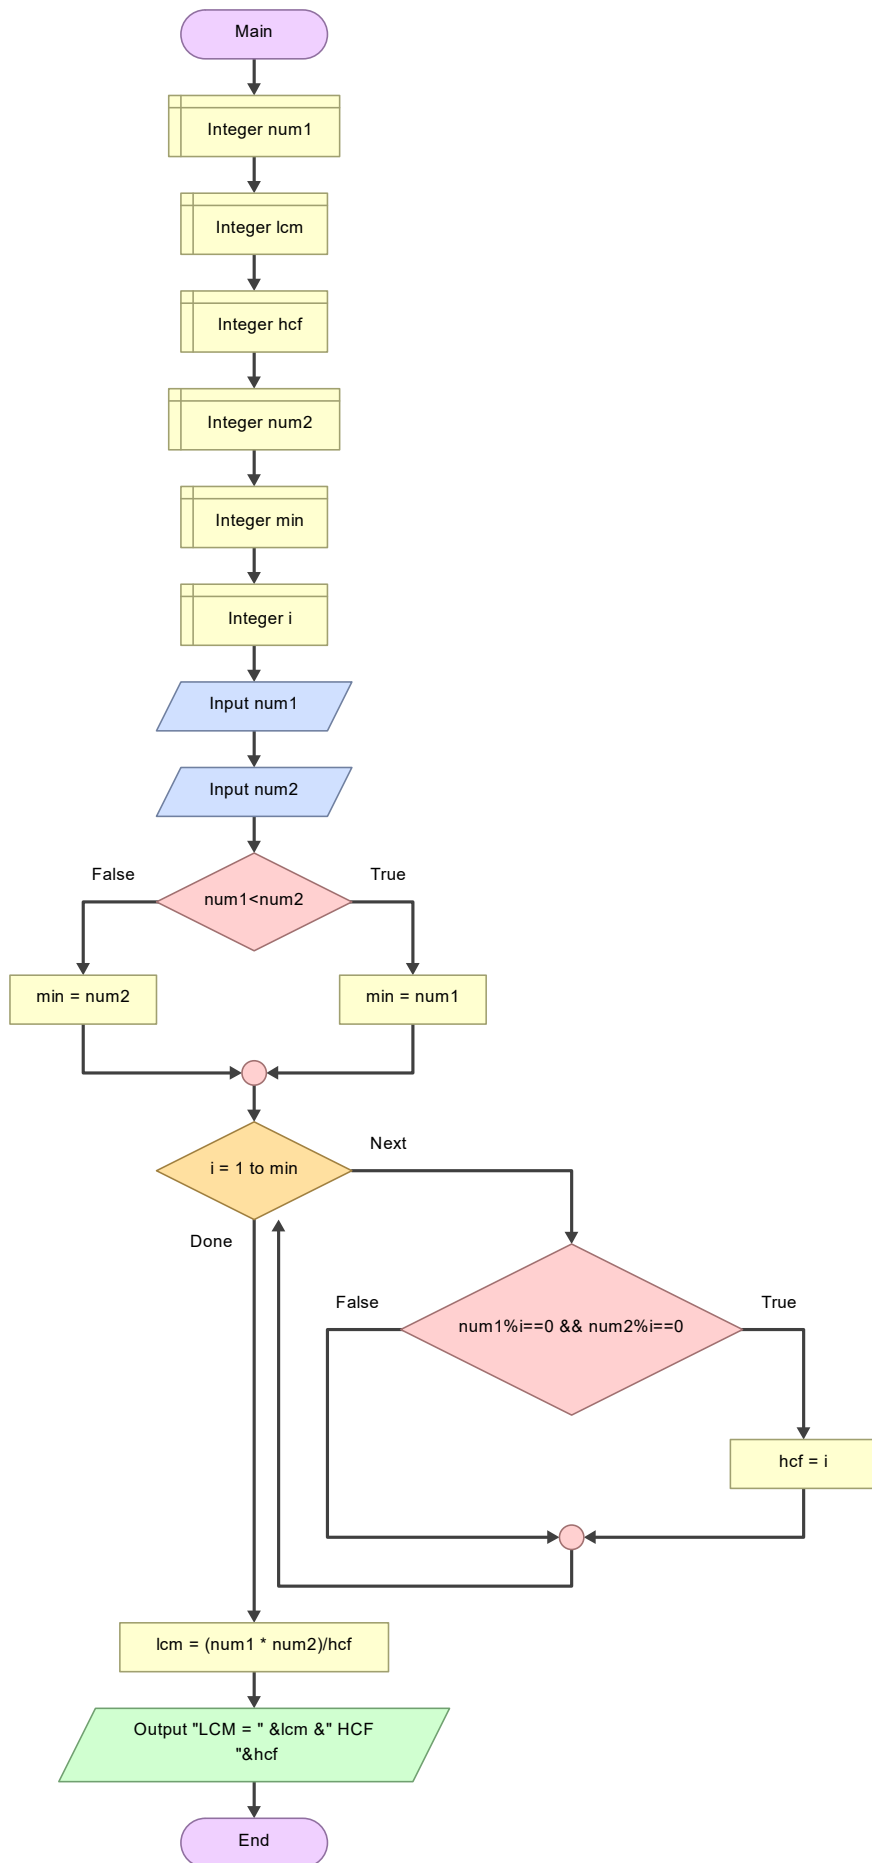 Main
Integer num1
Integer lcm
Integer hcf
Integer num2
Integer min
Integer i
Input num1
Input num2
False
True
num1<num2
min = num2
min = num1
Next
i = 1 to min
Done
False
True
num1%i==0 && num2%i==0
hcf = i
lcm = (num1 * num2)/hcf
Output "LCM = " &lcm &" HCF
"&hcf
End